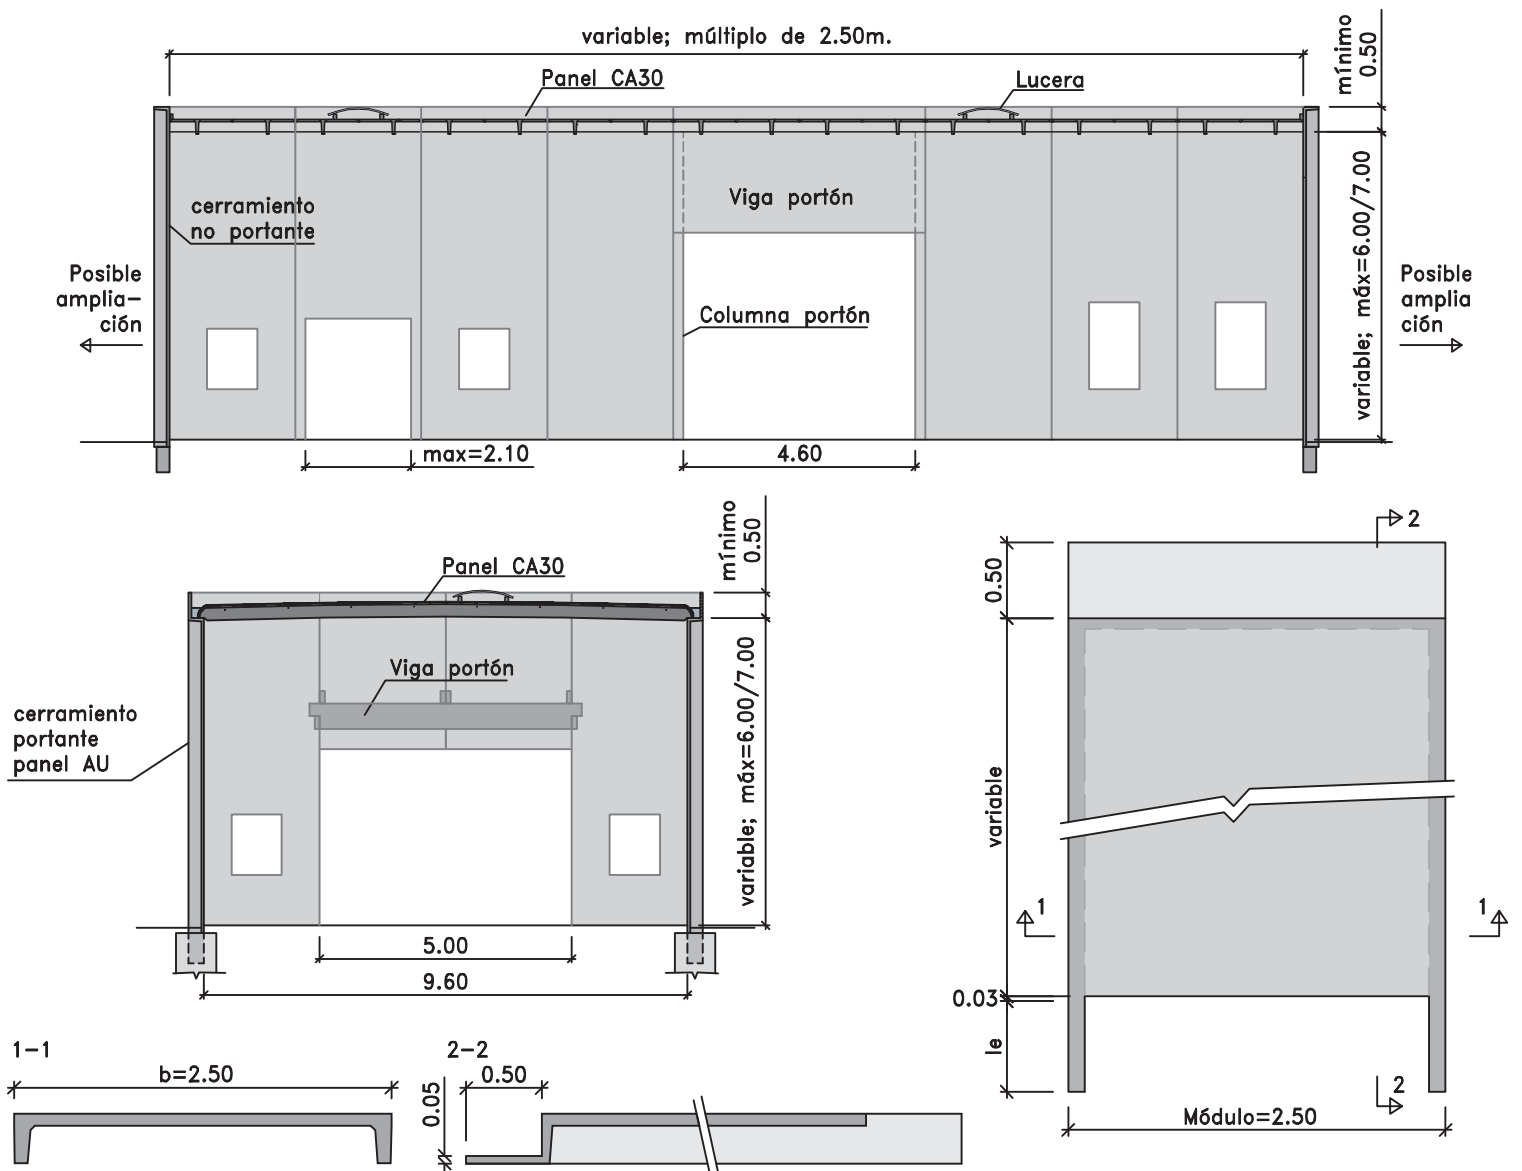 variable; múltiplo de 2.50m.
mínimo
0.50
Panel CA30
Lucera
cerramiento
no portante
Viga portón
Posible
amplia-
ción
Columna portón
variable; máx=6.00/7.00
Posible
amplia
ción
max=2.10
4.60
mínimo
0.50
Panel CA30
Viga portón
cerramiento
portante
panel AU
variable; máx=6.00/7.00
5.00
9.60
2
0.50
variable
1
1
0.03
le
2
Módulo=2.50
1-1
b=2.50
2-2
0.50
0.05